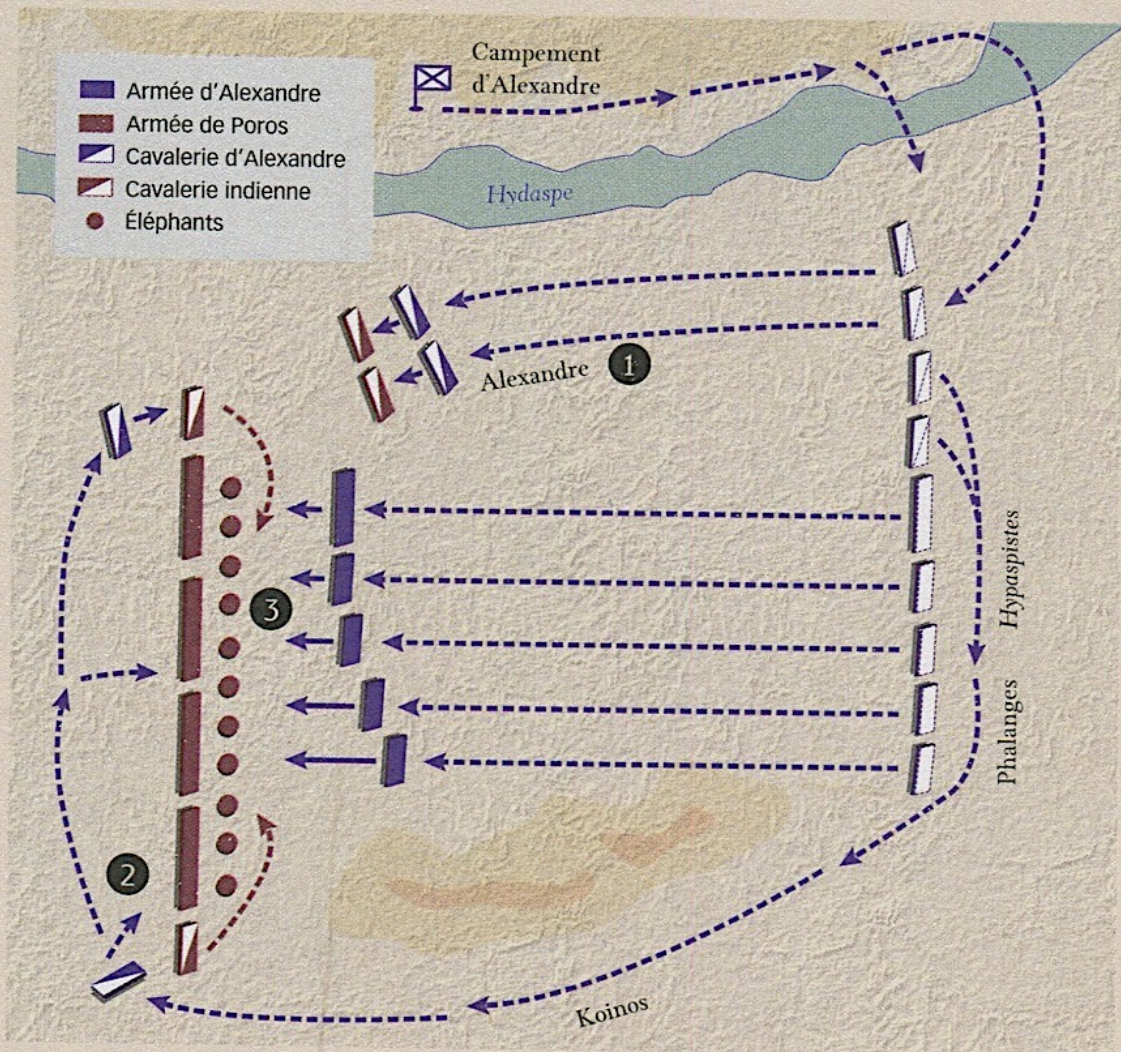 Campement
d'Alexandre
Armée d'Alexandre
Armée de Poros
Cavalerie d'Alexandre
Cavalerie indienne
Éléphants
Hydaspe
Alexandre
1
Hypaspistes
3
Phalanges
2
Koinos